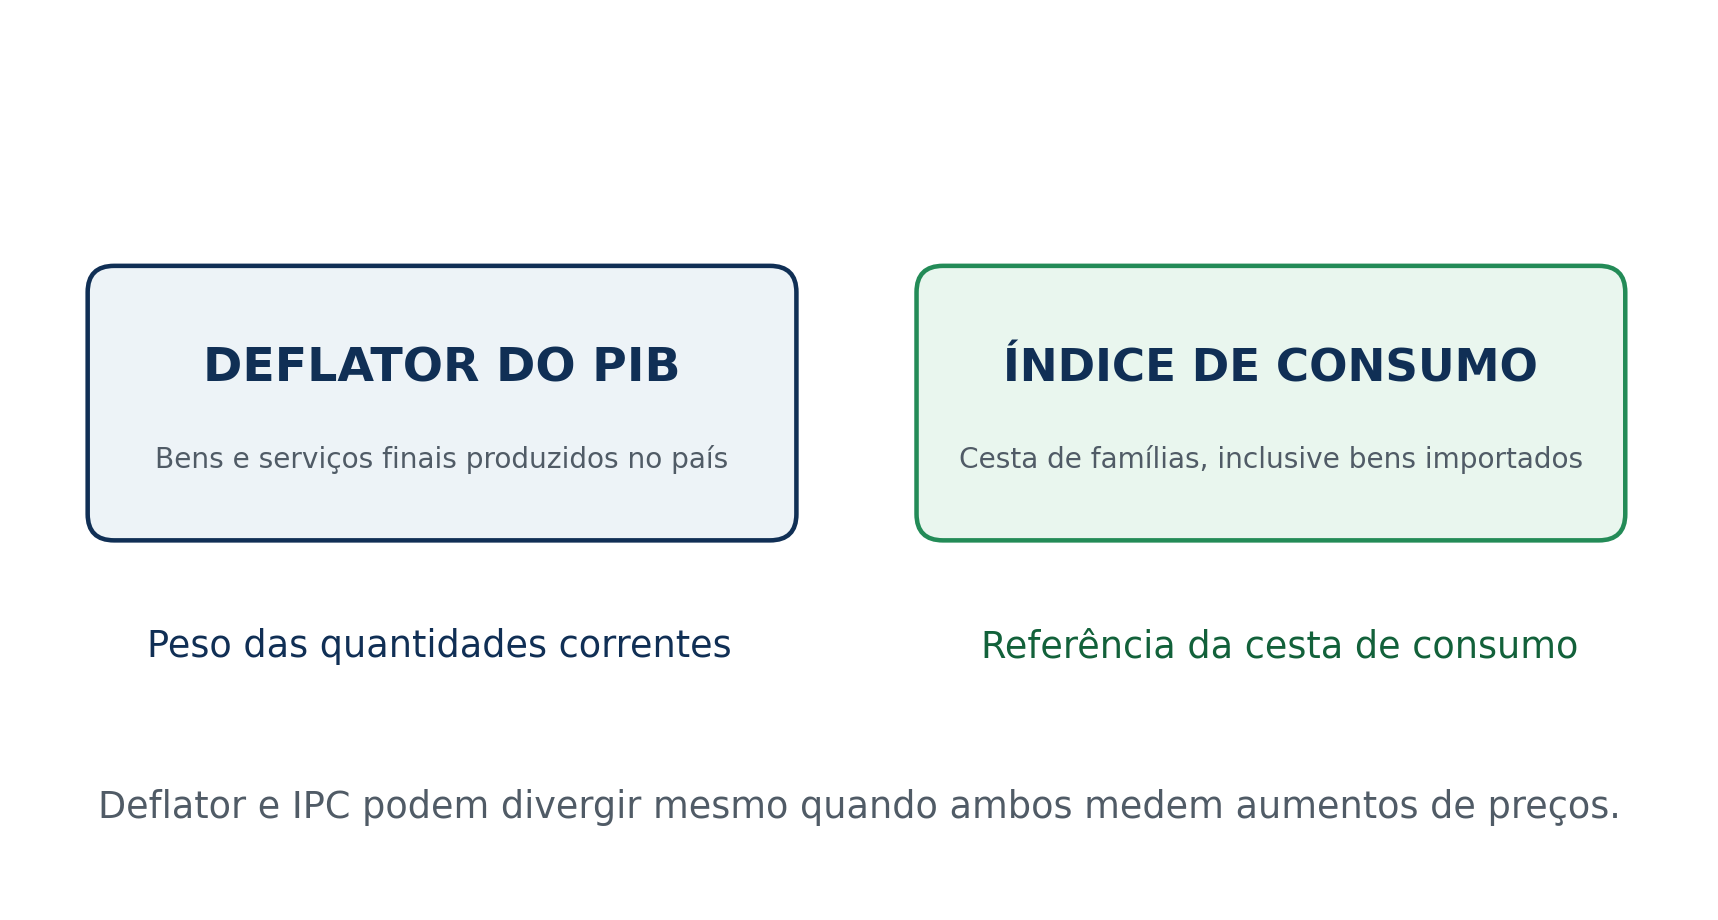 DEFLATOR DO PIB
Bens e serviços finais produzidos no país
Peso das quantidades correntes
ÍNDICE DE CONSUMO
Cesta de famílias, inclusive bens importados
Referência da cesta de consumo
Deflator e IPC podem divergir mesmo quando ambos medem aumentos de preços.